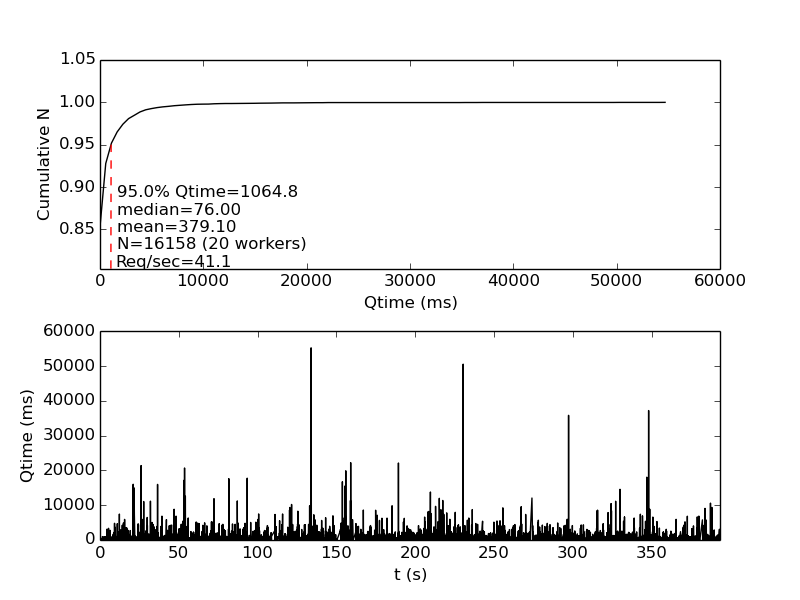 1.05
1.00
0.95
0.90
0.85
Cumulative N
95.0% Qtime=1064.8
median=76.00
mean=379.10
N=16158 (20 workers)
Req/sec=41.1
0 10000 20000 30000 40000 50000 60000
Qtime (ms)
60000
50000
40000
30000
20000
10000
0
Qtime (ms)
0 50 100 150 200 250 300 350
t (s)